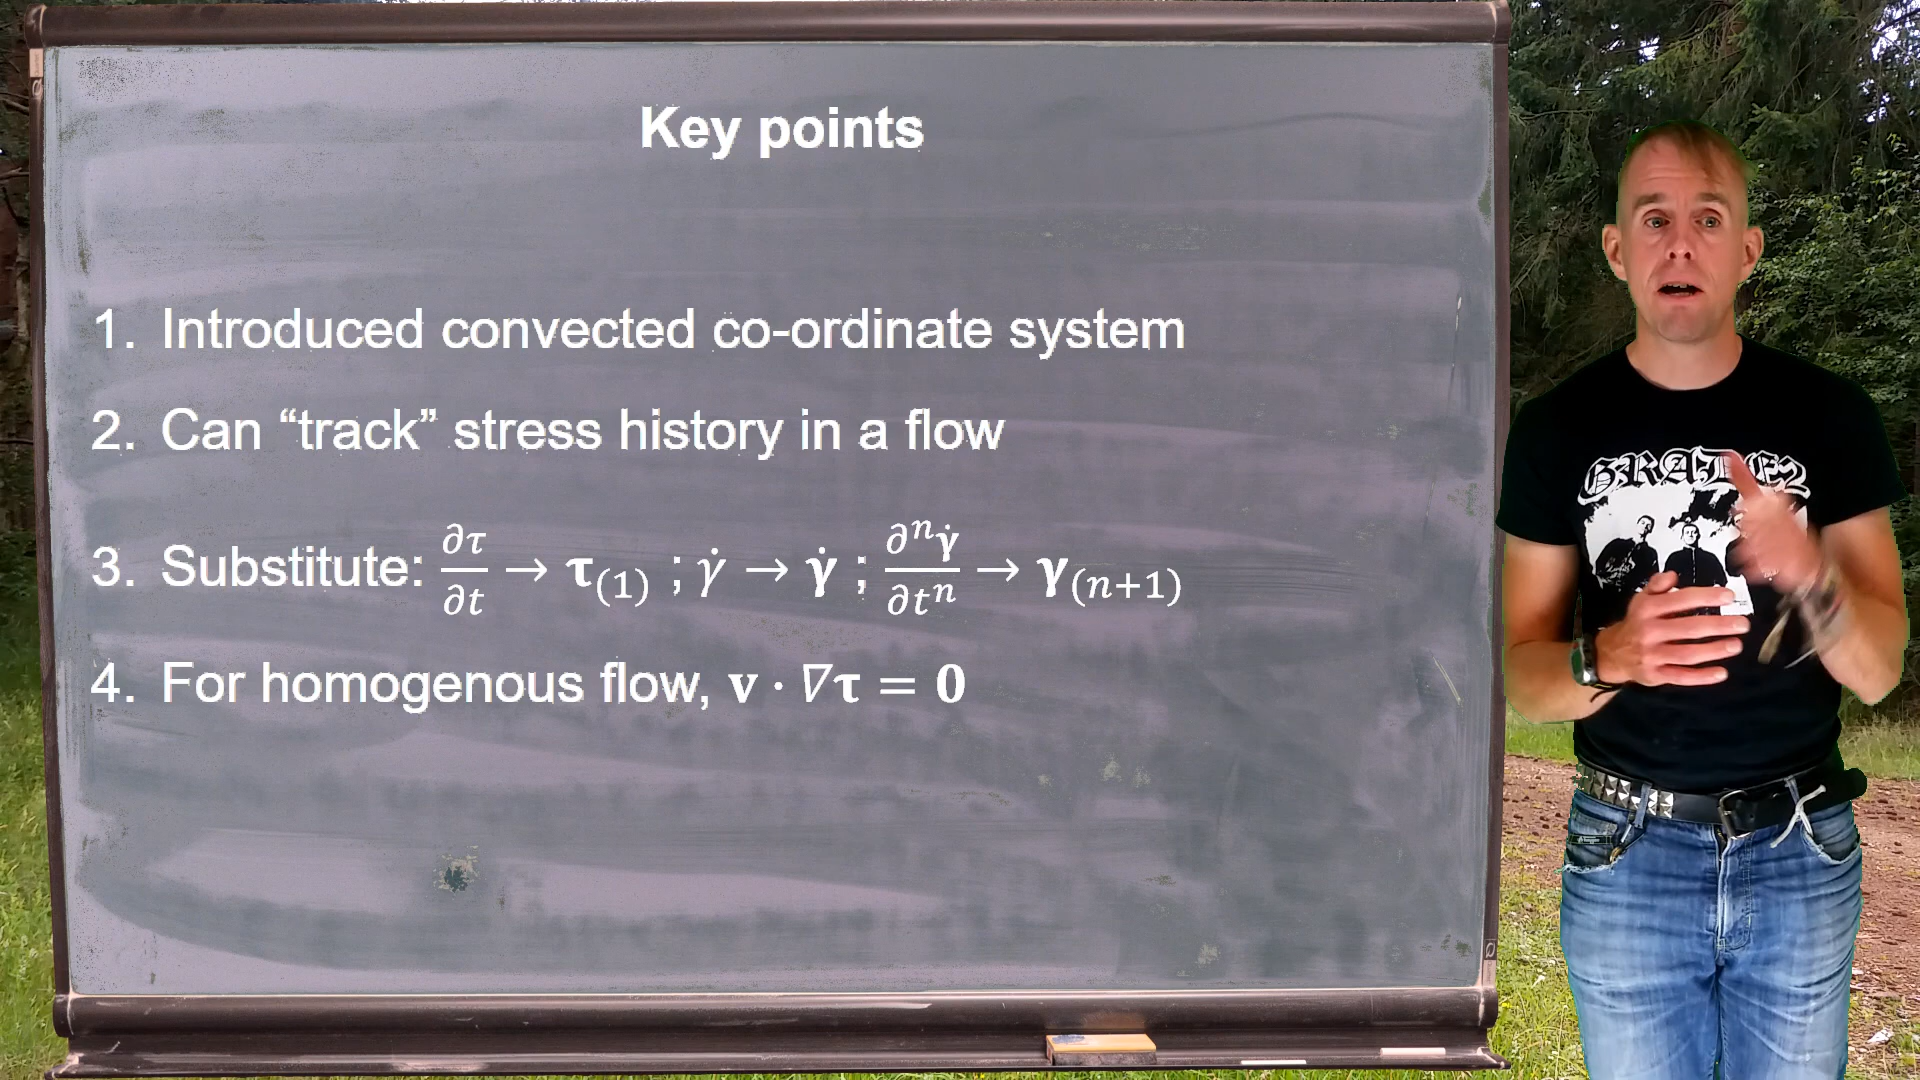 Key points
1. Introduced convected co-ordinate system
2. Can “track” stress history in a flow
3. Substitute: ∂τ/∂t → 𝛕₍₁₎ ; γ̇ → 𝛄̇ ; ∂ⁿ𝛄̇/∂tⁿ → 𝛄₍ₙ₊₁₎
4. For homogenous flow, 𝐯 · ∇𝛕 = 𝟎
GRADE2